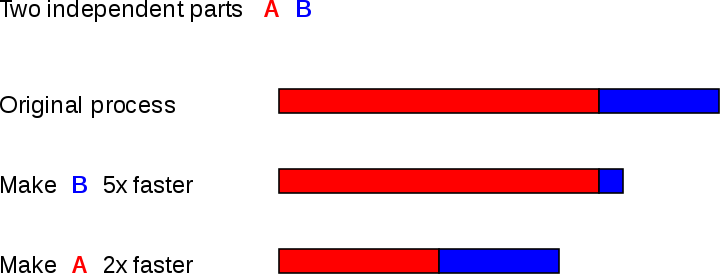 Two independent parts A B
Original process
Make B 5x faster
Make A 2x faster